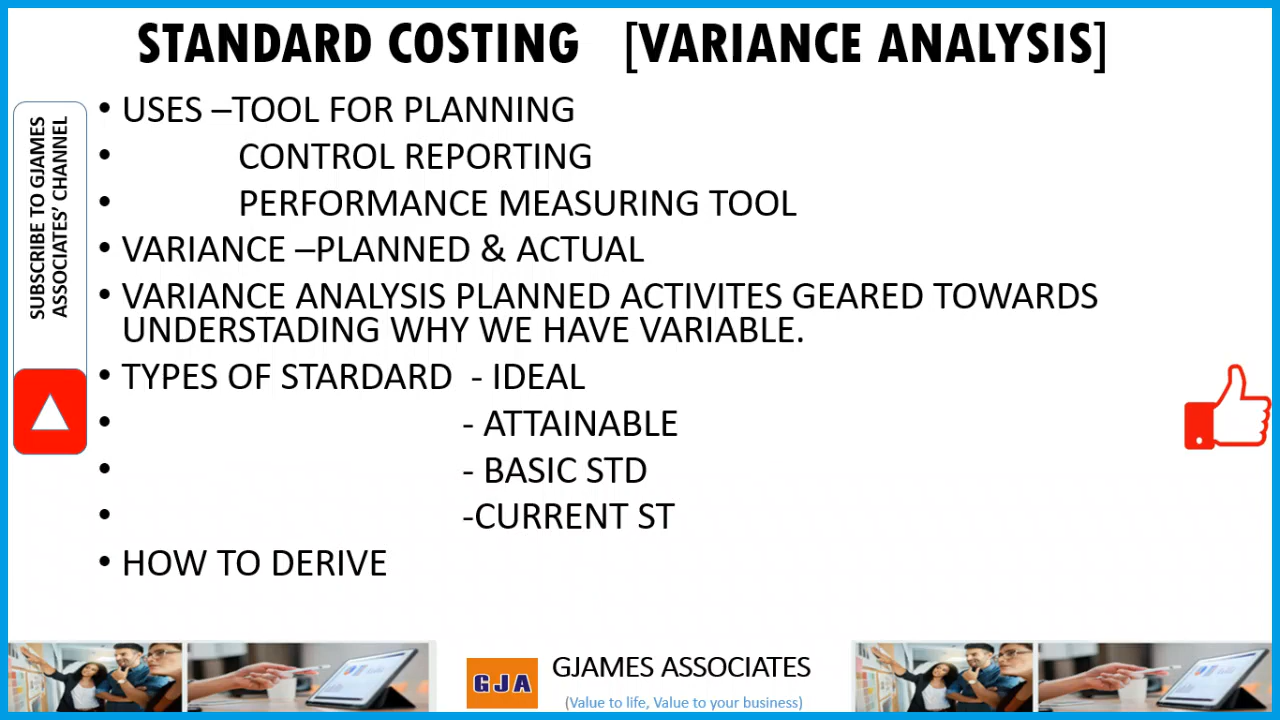 STANDARD COSTING [VARIANCE ANALYSIS]
SUBSCRIBE TO GJAMES
ASSOCIATES' CHANNEL
• USES –TOOL FOR PLANNING
• CONTROL REPORTING
• PERFORMANCE MEASURING TOOL
• VARIANCE –PLANNED & ACTUAL
• VARIANCE ANALYSIS PLANNED ACTIVITES GEARED TOWARDS
UNDERSTADING WHY WE HAVE VARIABLE.
• TYPES OF STARDARD - IDEAL
• - ATTAINABLE
• - BASIC STD
• -CURRENT ST
• HOW TO DERIVE
GJA
GJAMES ASSOCIATES
(Value to life, Value to your business)